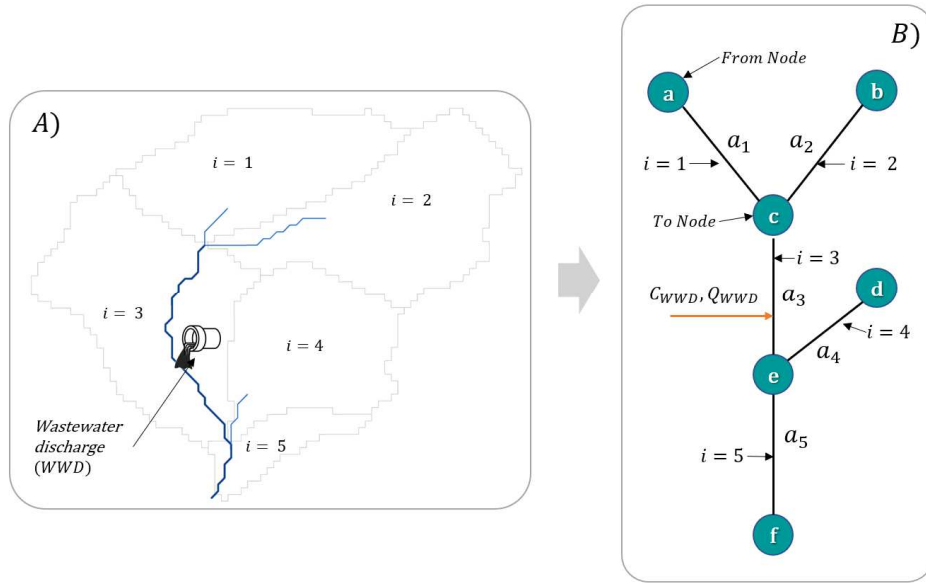 A)
i = 1
i = 2
i = 3
i = 4
Wastewater
discharge
(WWD)
i = 5
B)
From Node
a
b
a₁
a₂
i = 1
i = 2
To Node
c
i = 3
C_WWD, Q_WWD
a₃
d
i = 4
a₄
e
a₅
i = 5
f